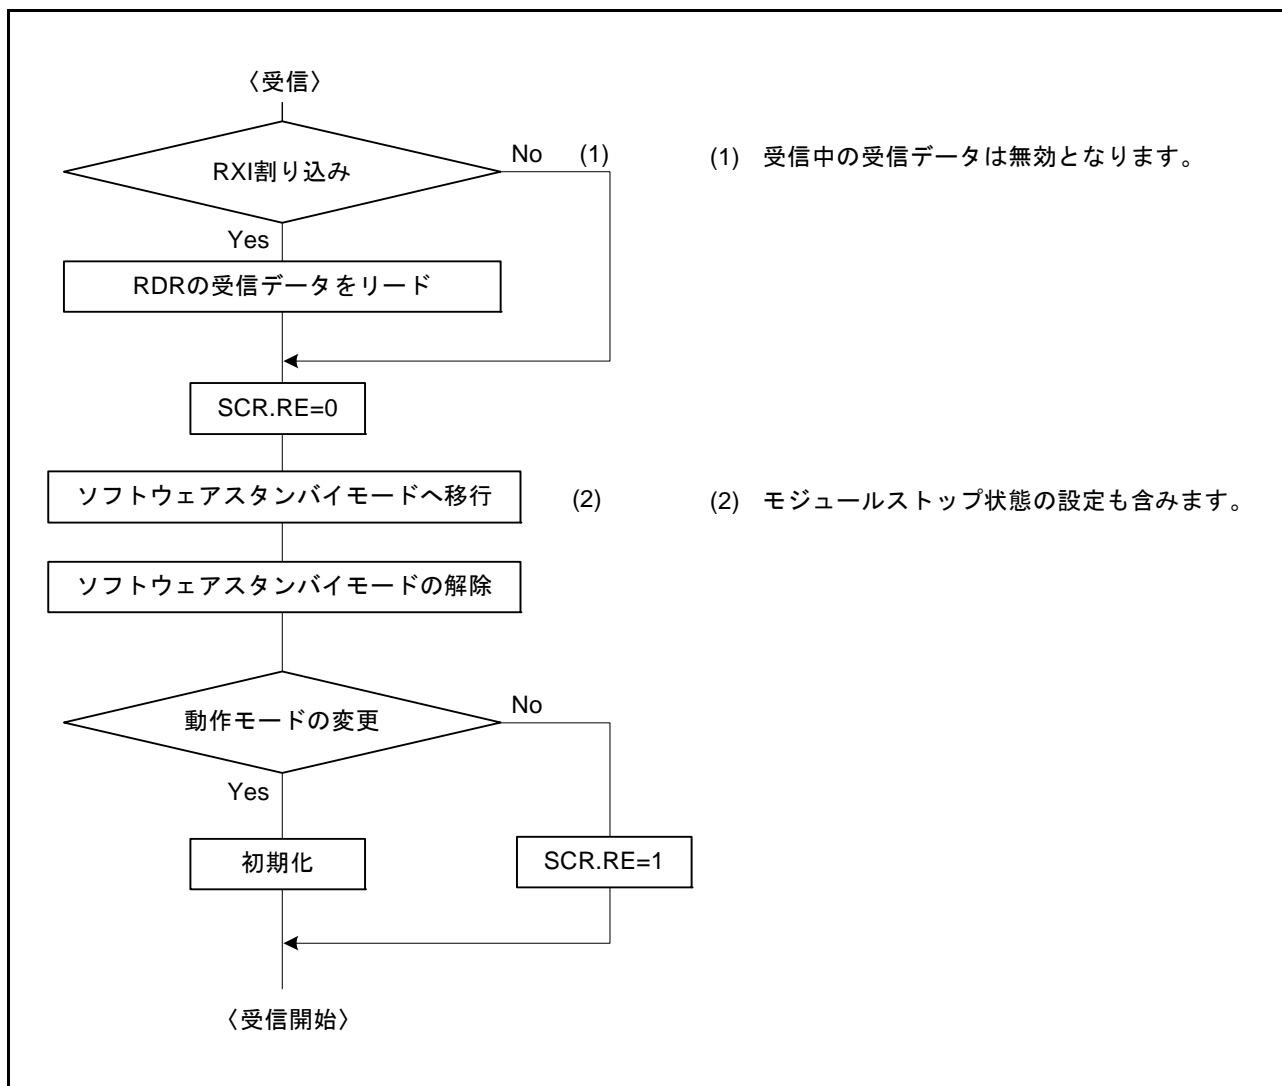 〈受信〉
RXI割り込み
No (1)
(1) 受信中の受信データは無効となります。
Yes
RDRの受信データをリード
SCR.RE=0
ソフトウェアスタンバイモードへ移行
(2)
(2) モジュールストップ状態の設定も含みます。
ソフトウェアスタンバイモードの解除
動作モードの変更
No
Yes
初期化
SCR.RE=1
〈受信開始〉